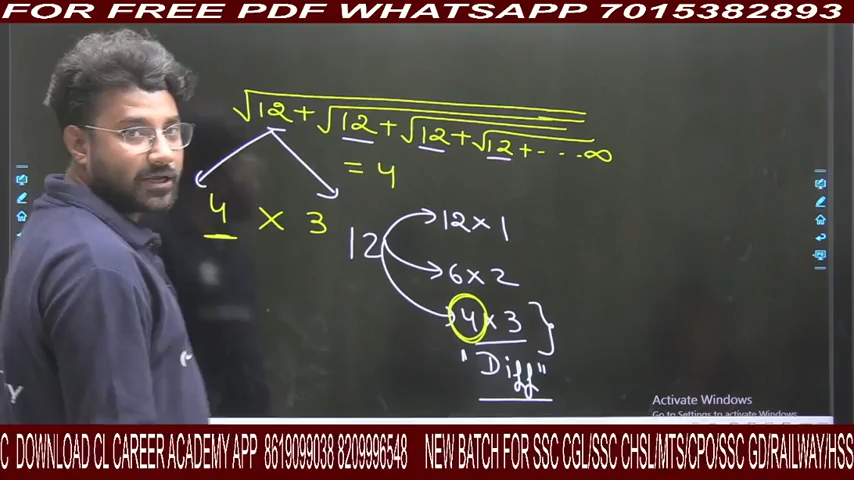 FOR FREE PDF WHATSAPP 7015382893
√12+√12+√12+√12+---∞
= 4
4 × 3
12
12×1
6×2
4×3
"Diff"
Activate Windows
Go to Settings to activate Windows.
C DOWNLOAD CL CAREER ACADEMY APP 8619099038 8209996548 NEW BATCH FOR SSC CGL/SSC CHSL/MTS/CPO/SSC GD/RAILWAY/HSS